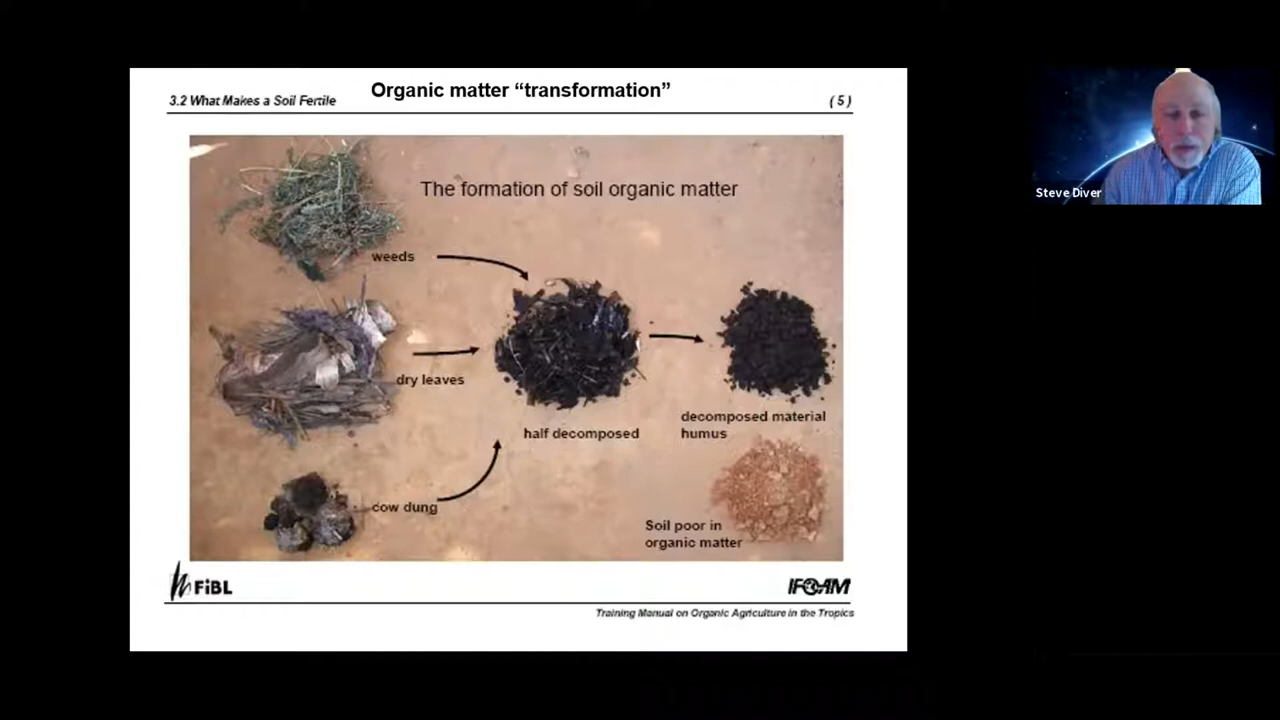 Organic matter “transformation”
3.2 What Makes a Soil Fertile
( 5 )
The formation of soil organic matter
weeds
dry leaves
half decomposed
decomposed material
humus
cow dung
Soil poor in
organic matter
FiBL
IFOAM
Training Manual on Organic Agriculture in the Tropics
Steve Diver